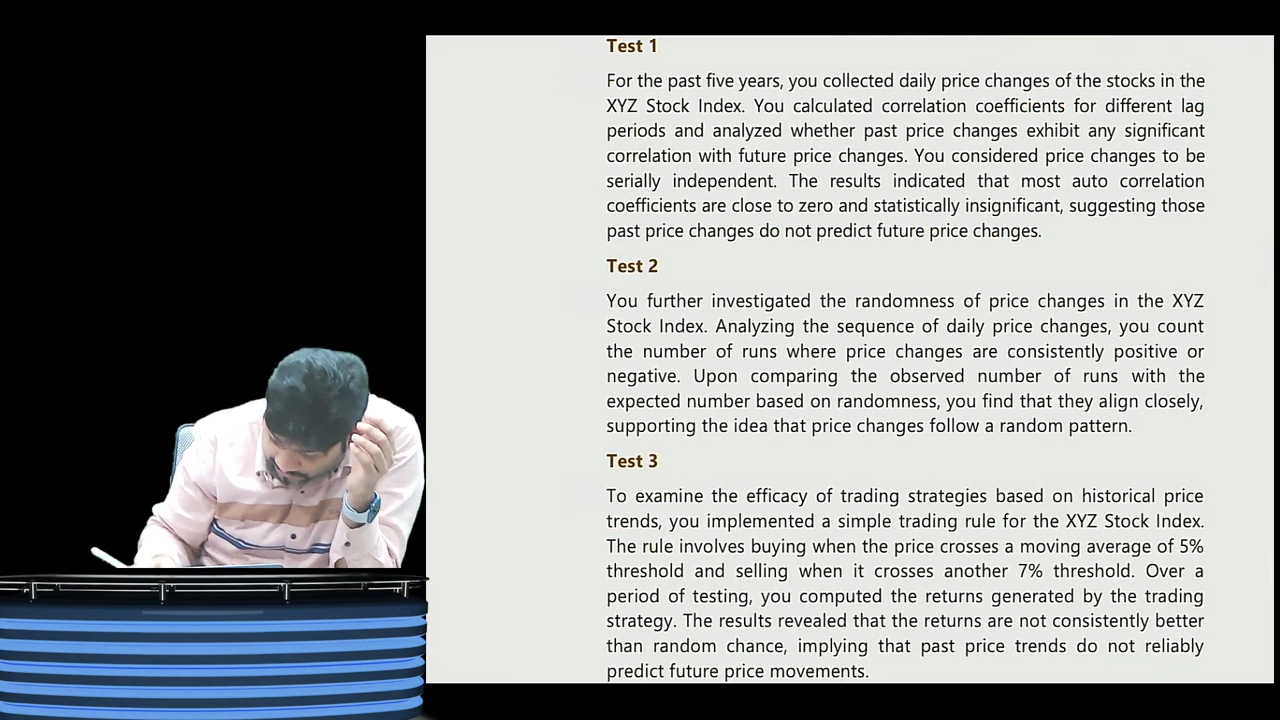 Test 1
For the past five years, you collected daily price changes of the stocks in the
XYZ Stock Index. You calculated correlation coefficients for different lag
periods and analyzed whether past price changes exhibit any significant
correlation with future price changes. You considered price changes to be
serially independent. The results indicated that most auto correlation
coefficients are close to zero and statistically insignificant, suggesting those
past price changes do not predict future price changes.
Test 2
You further investigated the randomness of price changes in the XYZ
Stock Index. Analyzing the sequence of daily price changes, you count
the number of runs where price changes are consistently positive or
negative. Upon comparing the observed number of runs with the
expected number based on randomness, you find that they align closely,
supporting the idea that price changes follow a random pattern.
Test 3
To examine the efficacy of trading strategies based on historical price
trends, you implemented a simple trading rule for the XYZ Stock Index.
The rule involves buying when the price crosses a moving average of 5%
threshold and selling when it crosses another 7% threshold. Over a
period of testing, you computed the returns generated by the trading
strategy. The results revealed that the returns are not consistently better
than random chance, implying that past price trends do not reliably
predict future price movements.